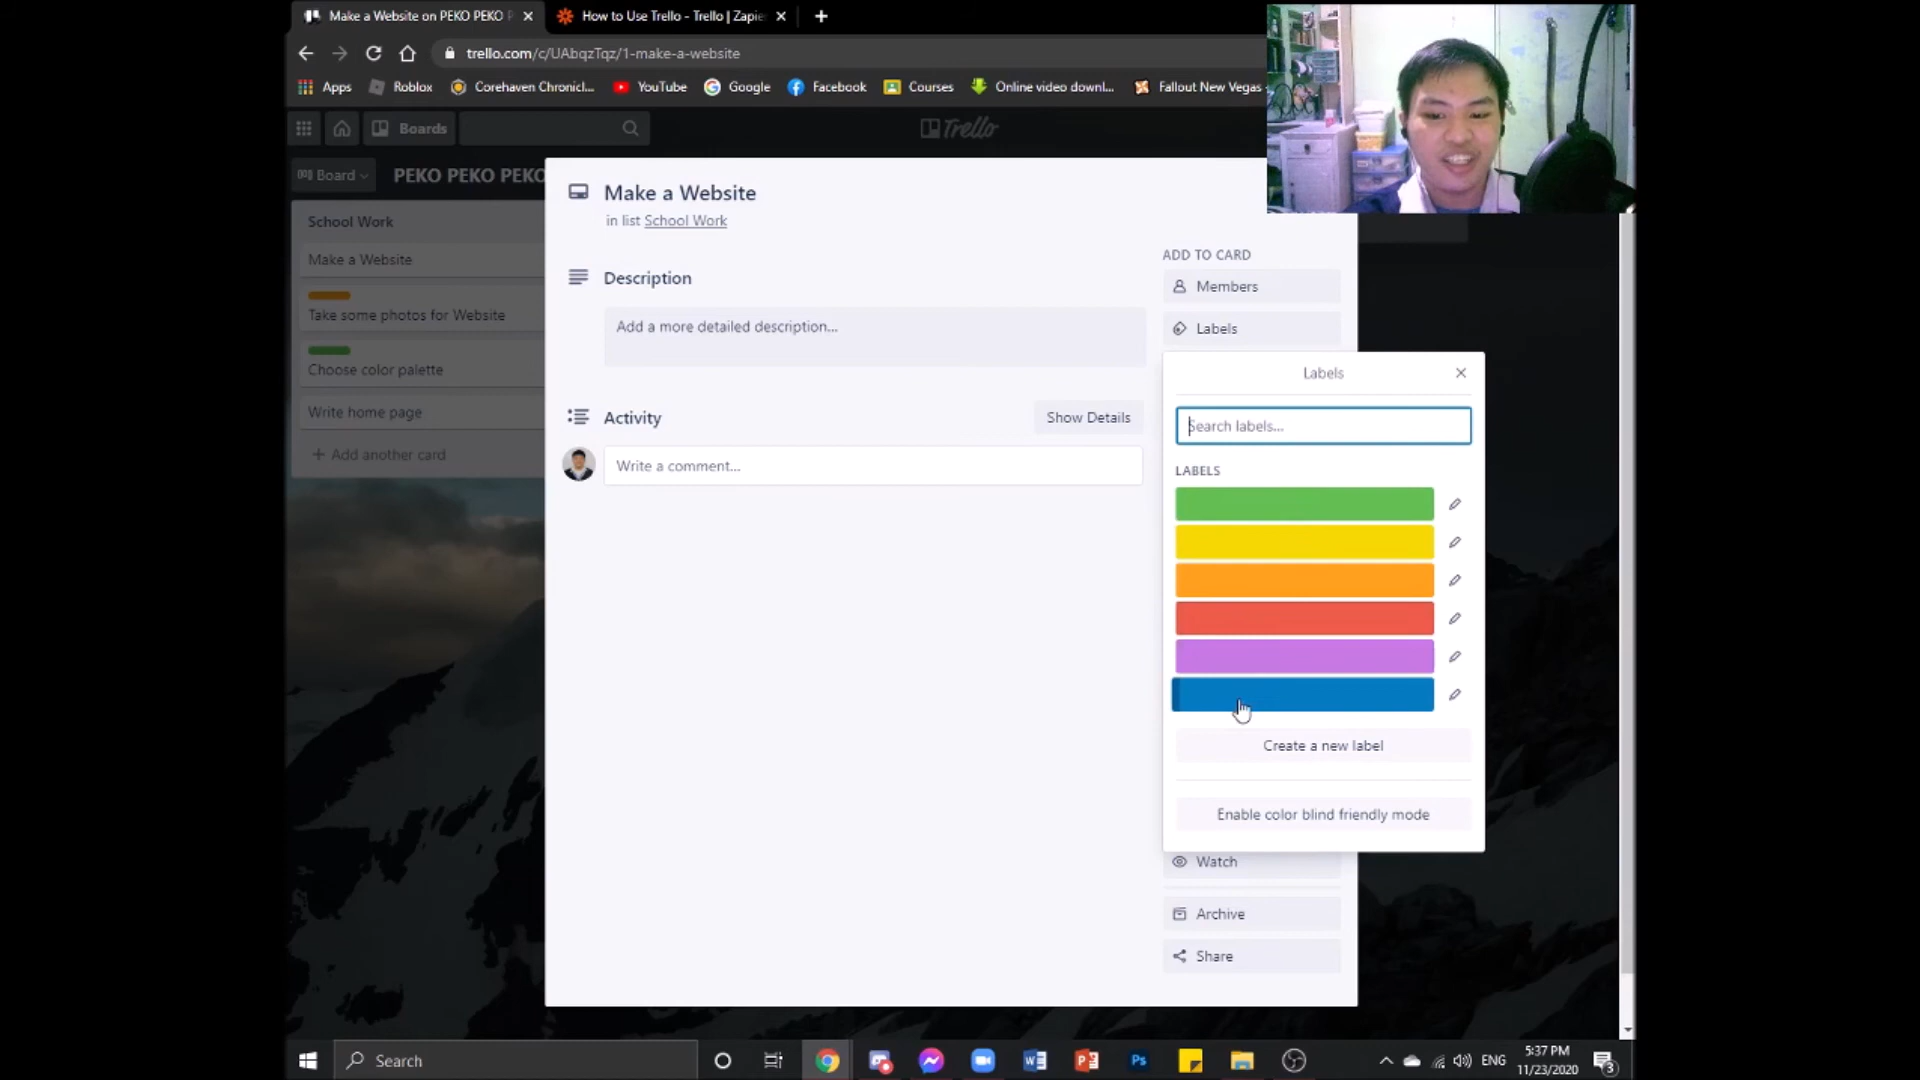 Make a Website on PEKO PEKO P
How to Use Trello - Trello | Zapie
trello.com/c/UAbqzTqz/1-make-a-website
Apps
Roblox
Corehaven Chronicl...
YouTube
Google
Facebook
Courses
Online video downl...
Fallout New Vegas
Boards
Trello
Board
PEKO PEKO PEKO
School Work
Make a Website
Take some photos for Website
Choose color palette
Write home page
+ Add another card
Make a Website
in list School Work
Description
Add a more detailed description...
Activity
Show Details
Write a comment...
ADD TO CARD
Members
Labels
Labels
Search labels...
LABELS
Create a new label
Enable color blind friendly mode
Watch
Archive
Share
Search
ENG
5:37 PM
11/23/2020
3